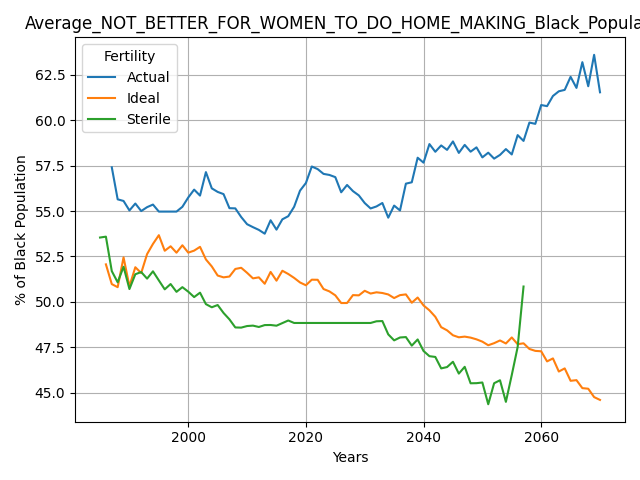 Average_NOT_BETTER_FOR_WOMEN_TO_DO_HOME_MAKING_Black_Popula
Fertility
Actual
Ideal
Sterile
62.5
60.0
57.5
55.0
52.5
50.0
47.5
45.0
% of Black Population
2000 2020 2040 2060
Years